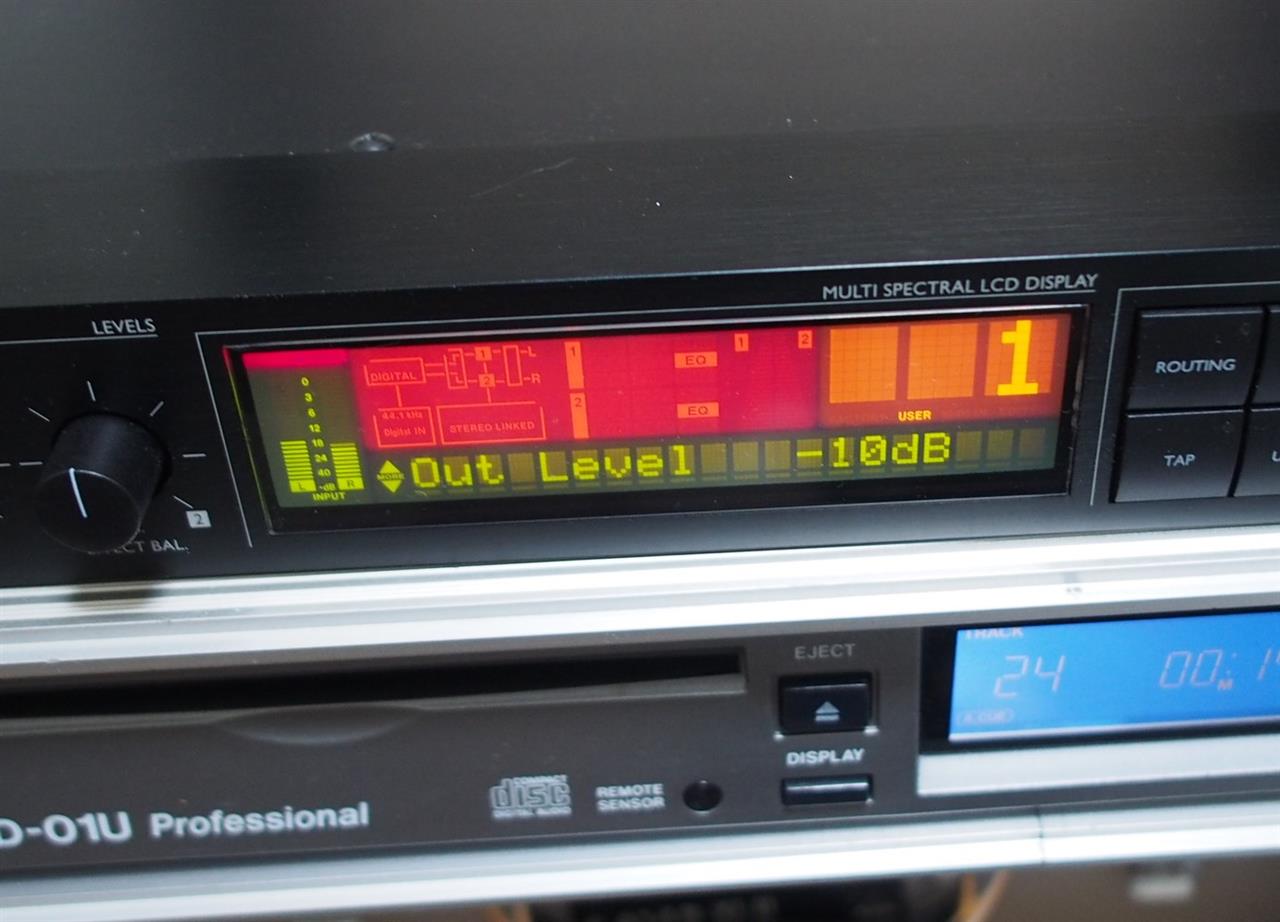 MULTI SPECTRAL LCD DISPLAY
LEVELS
2
BAL.
0
3
6
12
18
24
40
L -dB R
INPUT
DIGITAL
1
L
L
2
R
44.1 kHz
Digital IN
STEREO LINKED
1
2
EQ
EQ
1
2
1
USER
MORE
Out Level -10dB
ROUTING
TAP
EJECT
DISPLAY
TRACK
24
00 M
D-01U Professional
COMPACT
disc
DIGITAL AUDIO
REMOTE
SENSOR